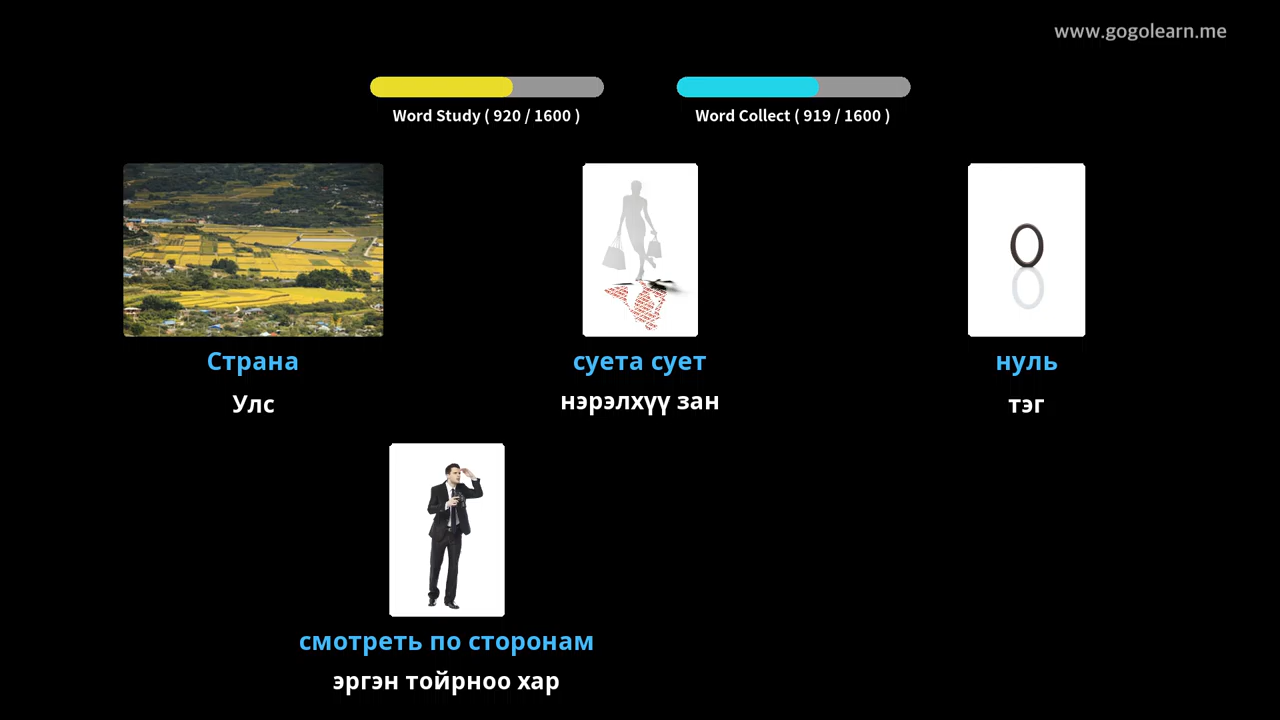 www.gogolearn.me
Word Study ( 920 / 1600 )
Word Collect ( 919 / 1600 )
Страна
Улс
суета сует
нэрэлхүү зан
нуль
тэг
смотреть по сторонам
эргэн тойрноо хар